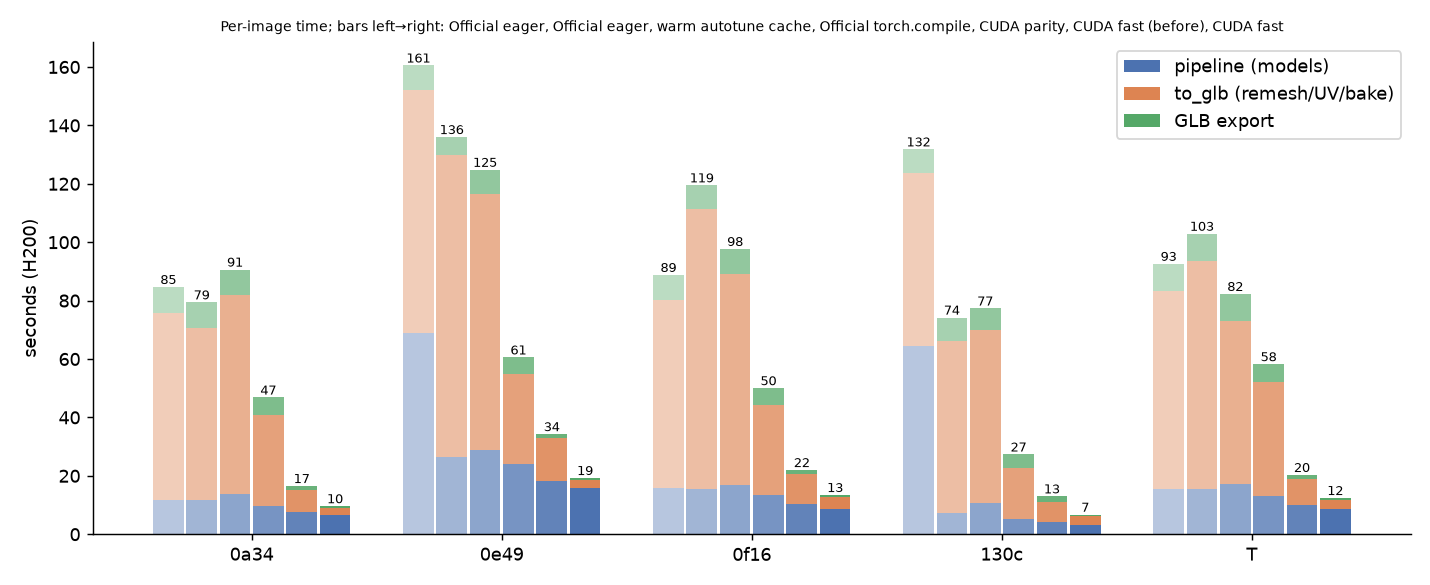 Per-image time; bars left→right: Official eager, Official eager, warm autotune cache, Official torch.compile, CUDA parity, CUDA fast (before), CUDA fast
pipeline (models)
to_glb (remesh/UV/bake)
GLB export
seconds (H200)
160
140
120
100
80
60
40
20
0
85 79 91 47 17 10
161 136 125 61 34 19
89 119 98 50 22 13
132 74 77 27 13 7
93 103 82 58 20 12
0a34 0e49 0f16 130c T